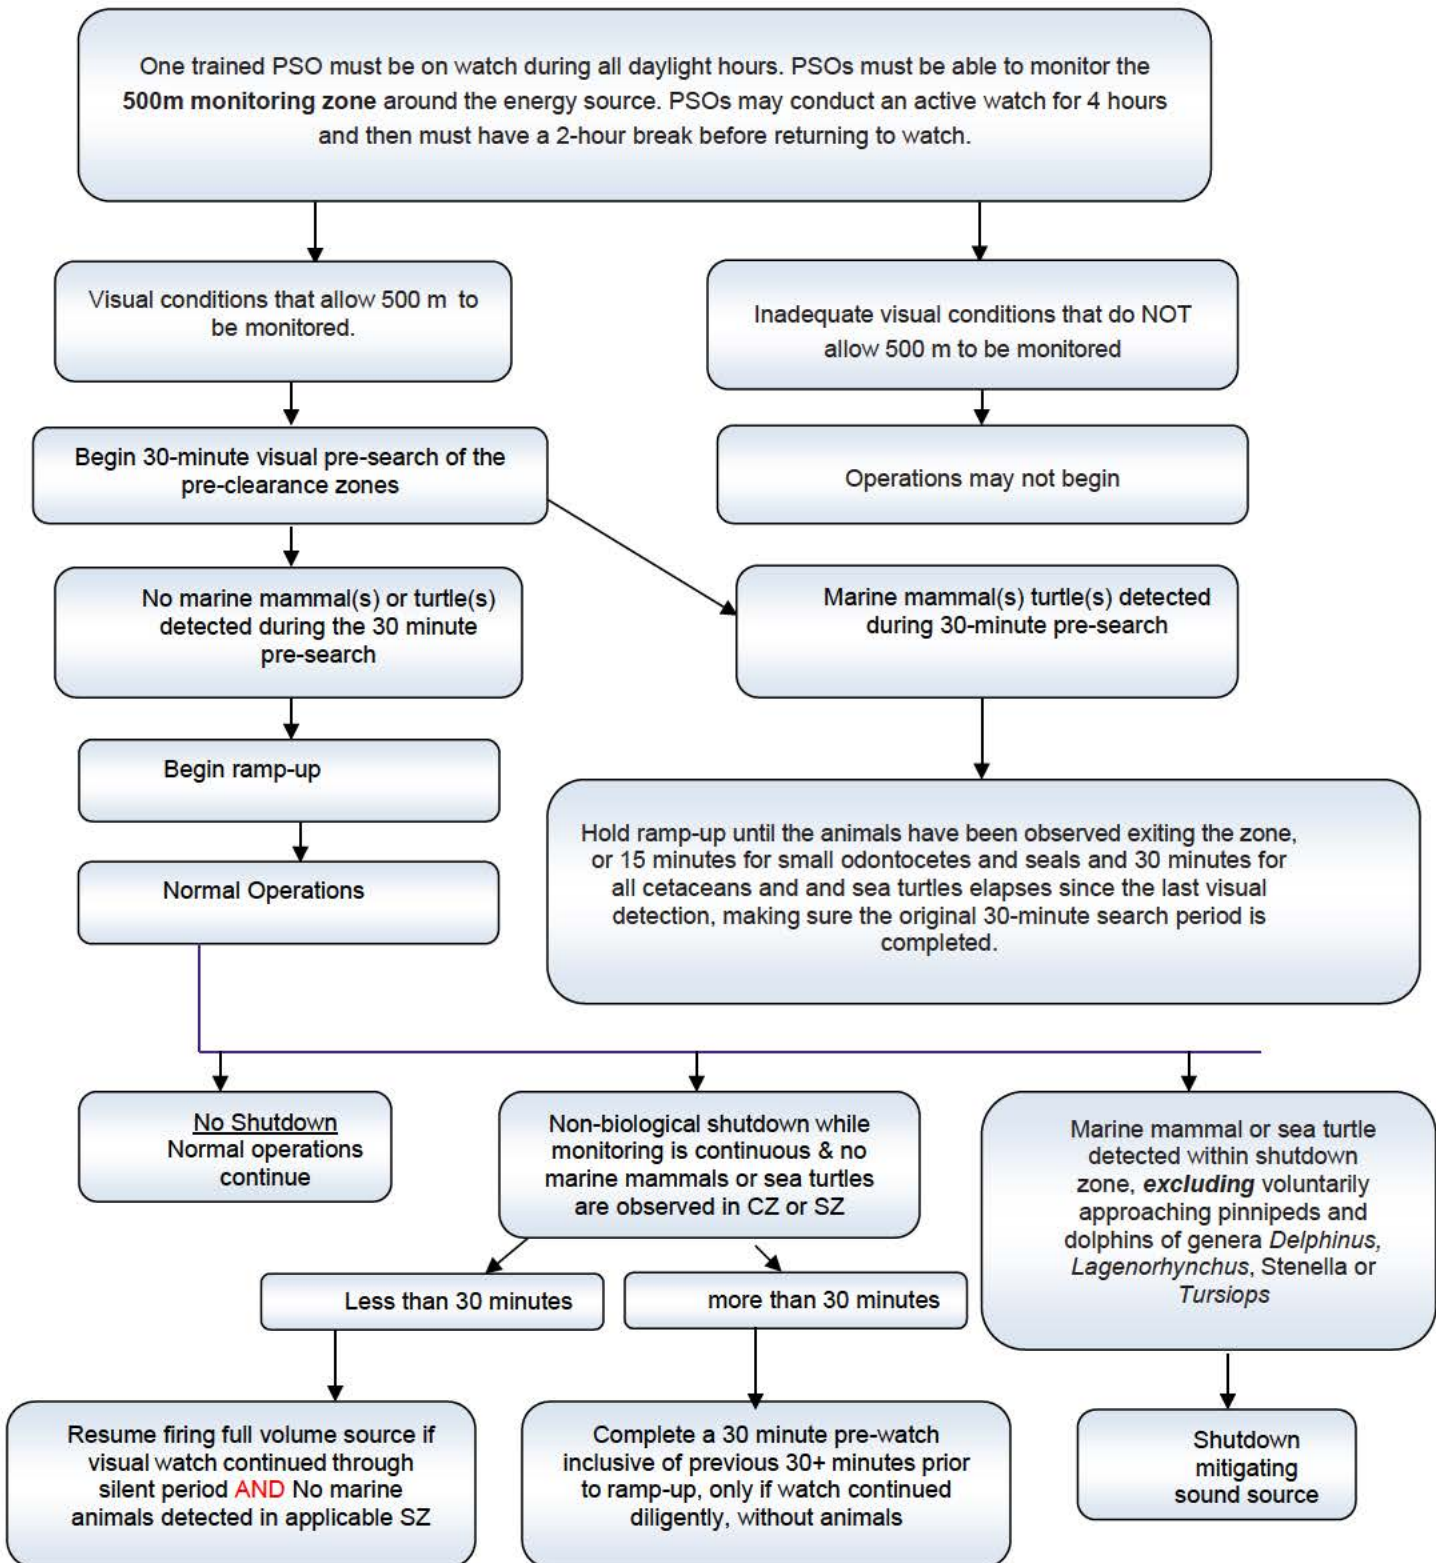 One trained PSO must be on watch during all daylight hours. PSOs must be able to monitor the
500m monitoring zone around the energy source. PSOs may conduct an active watch for 4 hours
and then must have a 2-hour break before returning to watch.
Visual conditions that allow 500 m to
be monitored.
Inadequate visual conditions that do NOT
allow 500 m to be monitored
Begin 30-minute visual pre-search of the
pre-clearance zones
Operations may not begin
No marine mammal(s) or turtle(s)
detected during the 30 minute
pre-search
Marine mammal(s) turtle(s) detected
during 30-minute pre-search
Begin ramp-up
Hold ramp-up until the animals have been observed exiting the zone,
or 15 minutes for small odontocetes and seals and 30 minutes for
all cetaceans and and sea turtles elapses since the last visual
detection, making sure the original 30-minute search period is
completed.
Normal Operations
No Shutdown
Normal operations
continue
Non-biological shutdown while
monitoring is continuous & no
marine mammals or sea turtles
are observed in CZ or SZ
Marine mammal or sea turtle
detected within shutdown
zone, excluding voluntarily
approaching pinnipeds and
dolphins of genera Delphinus,
Lagenorhynchus, Stenella or
Tursiops
Less than 30 minutes
more than 30 minutes
Resume firing full volume source if
visual watch continued through
silent period AND No marine
animals detected in applicable SZ
Complete a 30 minute pre-watch
inclusive of previous 30+ minutes prior
to ramp-up, only if watch continued
diligently, without animals
Shutdown
mitigating
sound source